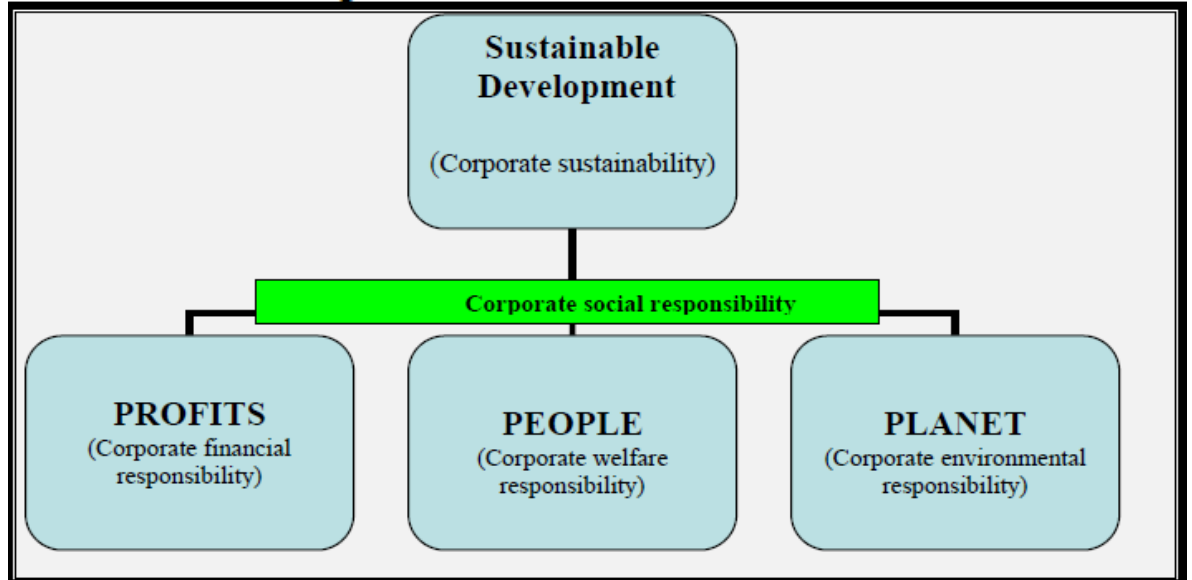 Sustainable
Development
(Corporate sustainability)
Corporate social responsibility
PROFITS
(Corporate financial
responsibility)
PEOPLE
(Corporate welfare
responsibility)
PLANET
(Corporate environmental
responsibility)